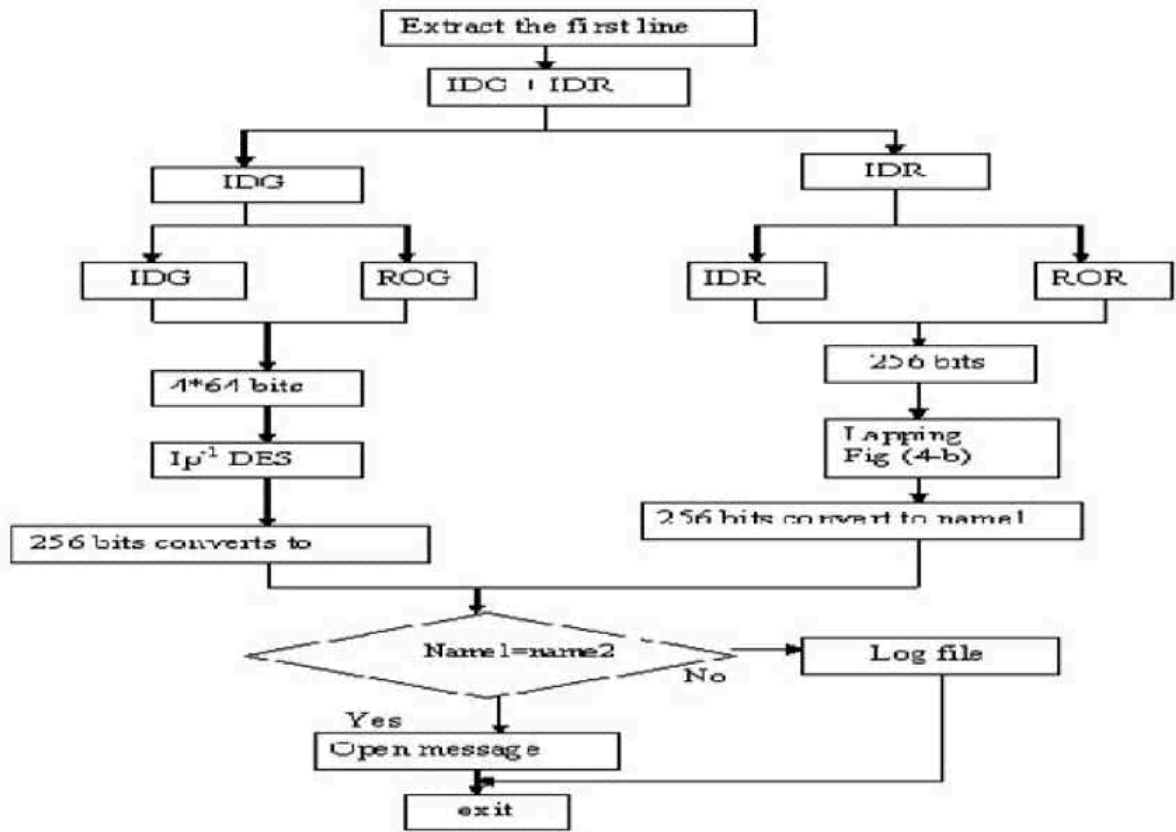 Extract the first line
IDG + IDR
IDG
IDR
IDG
ROG
IDR
ROR
4*64 bits
256 bits
Ip⁻¹ DES
Lapping
Fig (4-b)
256 bits converts to
256 bits convert to name1
Name1=name2
Log file
No
Yes
Open message
exit